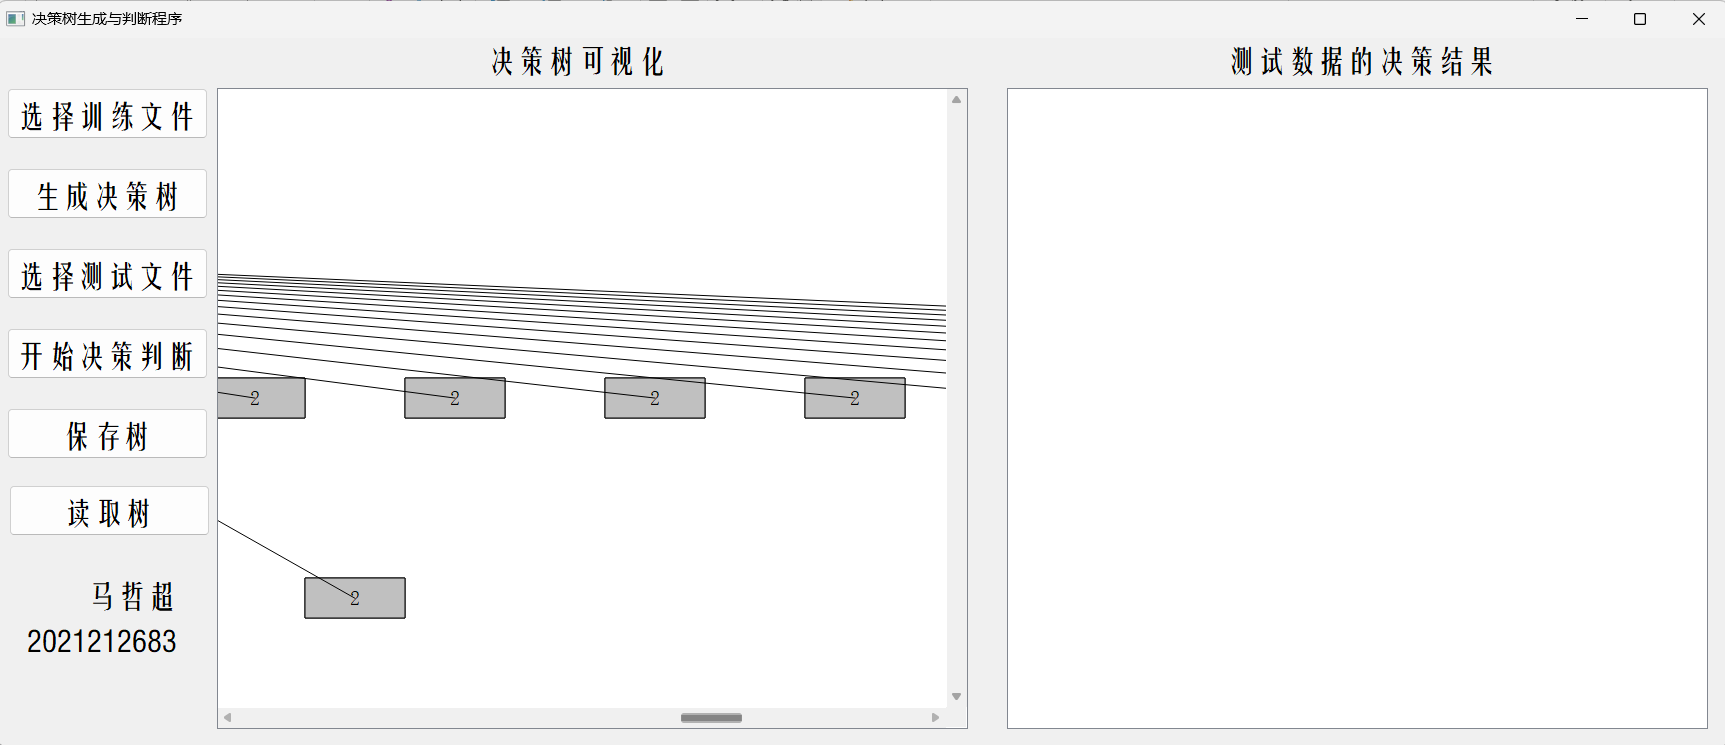 决策树生成与判断程序
决策树可视化
测试数据的决策结果
选择训练文件
生成决策树
选择测试文件
开始决策判断
保存树
读取树
马哲超
2021212683
2
2
2
2
2